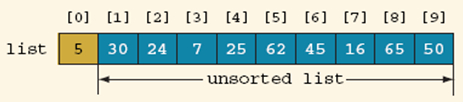 [0] [1] [2] [3] [4] [5] [6] [7] [8] [9]
list 5 30 24 7 25 62 45 16 65 50
unsorted list